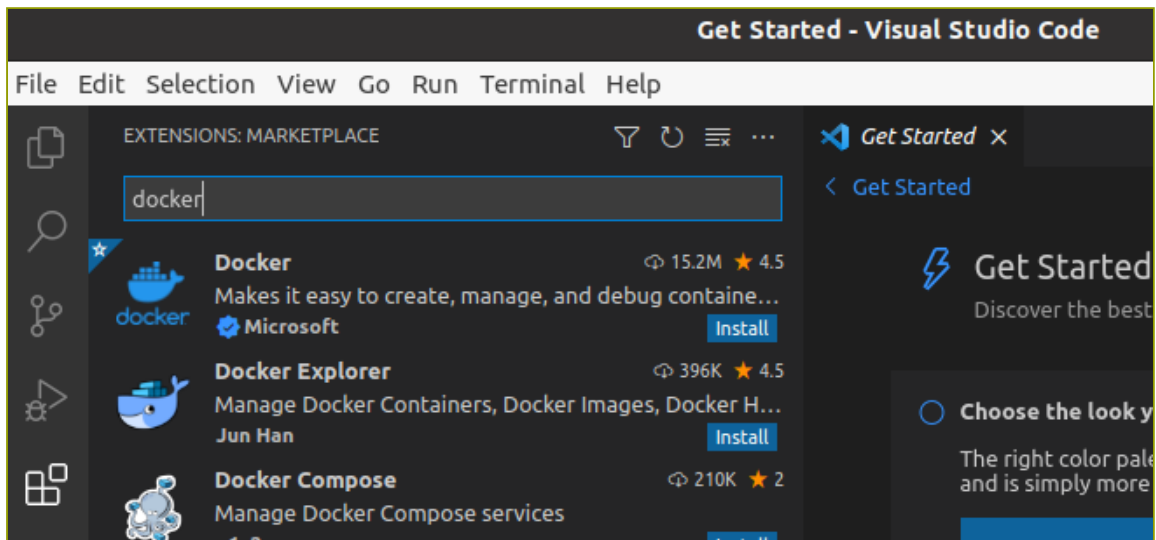 Get Started - Visual Studio Code
File Edit Selection View Go Run Terminal Help
EXTENSIONS: MARKETPLACE
docker
Docker 15.2M 4.5
Makes it easy to create, manage, and debug containe...
docker
Microsoft
Install
Docker Explorer 396K 4.5
Manage Docker Containers, Docker Images, Docker H...
Jun Han
Install
Docker Compose 210K 2
Manage Docker Compose services
Get Started
Get Started
Get Started
Discover the best
Choose the look y
The right color pale
and is simply more